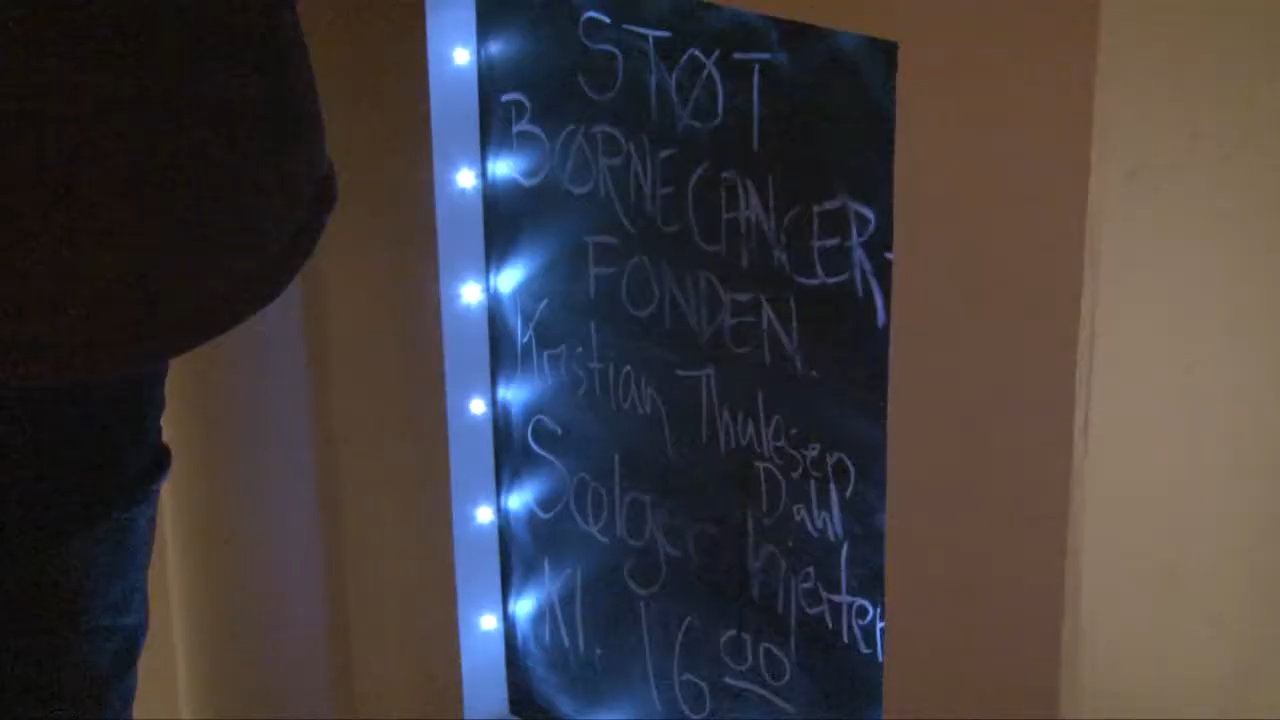 STØT
BØRNECANCER-
FONDEN.
Kristian Thulesen
Dahl
Sælger hjerter
Kl. 16 00